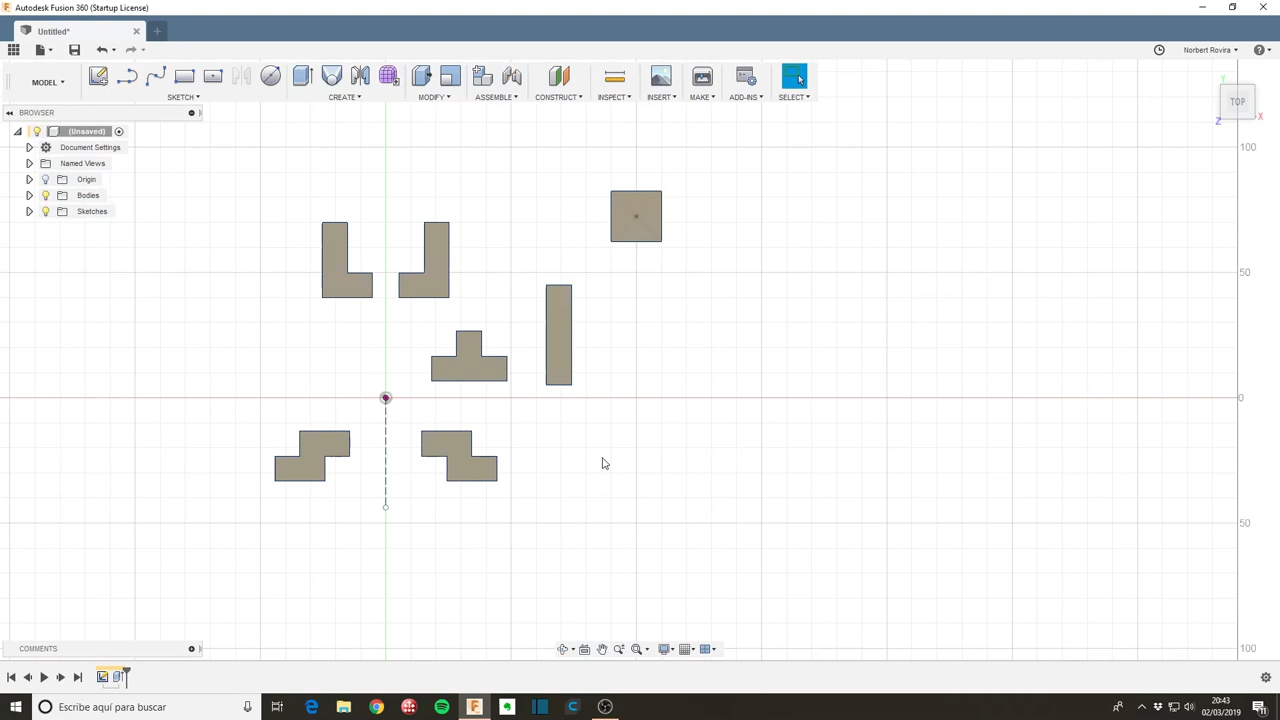 Autodesk Fusion 360 (Startup License)
Untitled*
Norbert Rovira
MODEL
SKETCH
CREATE
MODIFY
ASSEMBLE
CONSTRUCT
INSPECT
INSERT
MAKE
ADD-INS
SELECT
BROWSER
(Unsaved)
Document Settings
Named Views
Origin
Bodies
Sketches
TOP
Y
X
Z
100
50
0
50
100
COMMENTS
Escribe aquí para buscar
20:43
02/03/2019
11